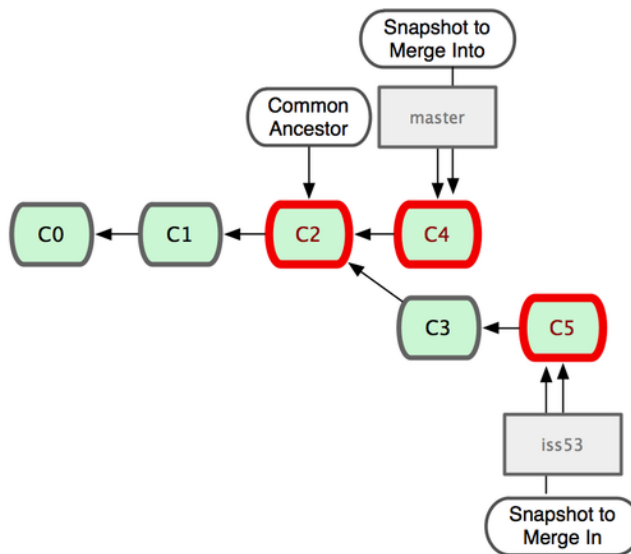 Snapshot to
Merge Into
Common
Ancestor
master
C0
C1
C2
C4
C3
C5
iss53
Snapshot to
Merge In